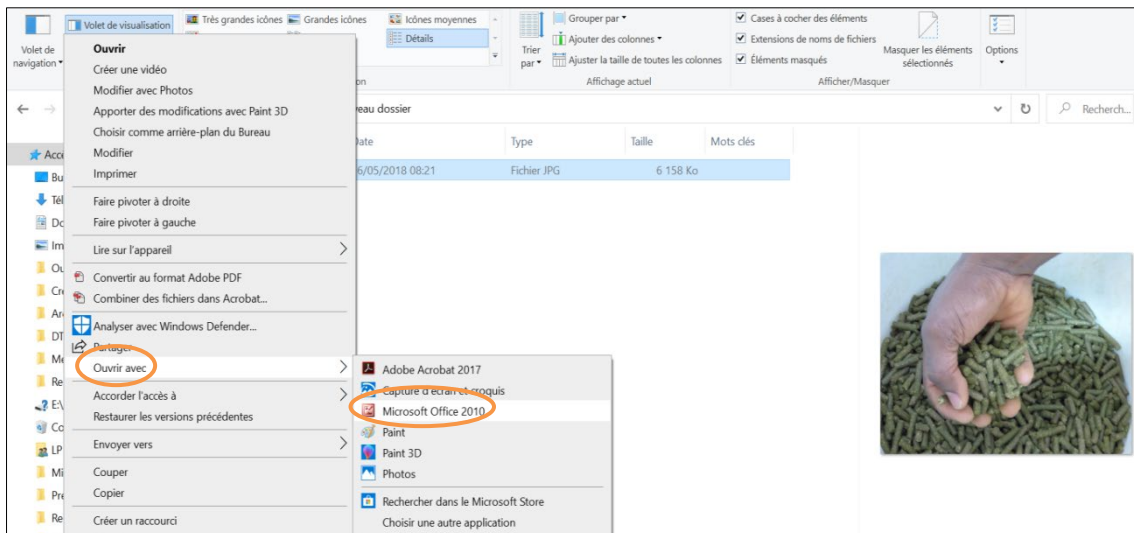 Volet de visualisation
Très grandes icônes
Grandes icônes
Icônes moyennes
Détails
Volet de
navigation
Trier
par
Grouper par
Ajouter des colonnes
Ajuster la taille de toutes les colonnes
Affichage actuel
Cases à cocher des éléments
Extensions de noms de fichiers
Éléments masqués
Masquer les éléments
sélectionnés
Afficher/Masquer
Options
dossier
Recherch...
Type
Taille
Mots clés
6/05/2018 08:21
Fichier JPG
6 158 Ko
Ouvrir
Créer une vidéo
Modifier avec Photos
Apporter des modifications avec Paint 3D
Choisir comme arrière-plan du Bureau
Modifier
Imprimer
Faire pivoter à droite
Faire pivoter à gauche
Lire sur l'appareil
Convertir au format Adobe PDF
Combiner des fichiers dans Acrobat...
Analyser avec Windows Defender...
Partager
Ouvrir avec
Accorder l'accès à
Restaurer les versions précédentes
Envoyer vers
Couper
Copier
Créer un raccourci
Adobe Acrobat 2017
Capture d'écran et croquis
Microsoft Office 2010
Paint
Paint 3D
Photos
Rechercher dans le Microsoft Store
Choisir une autre application